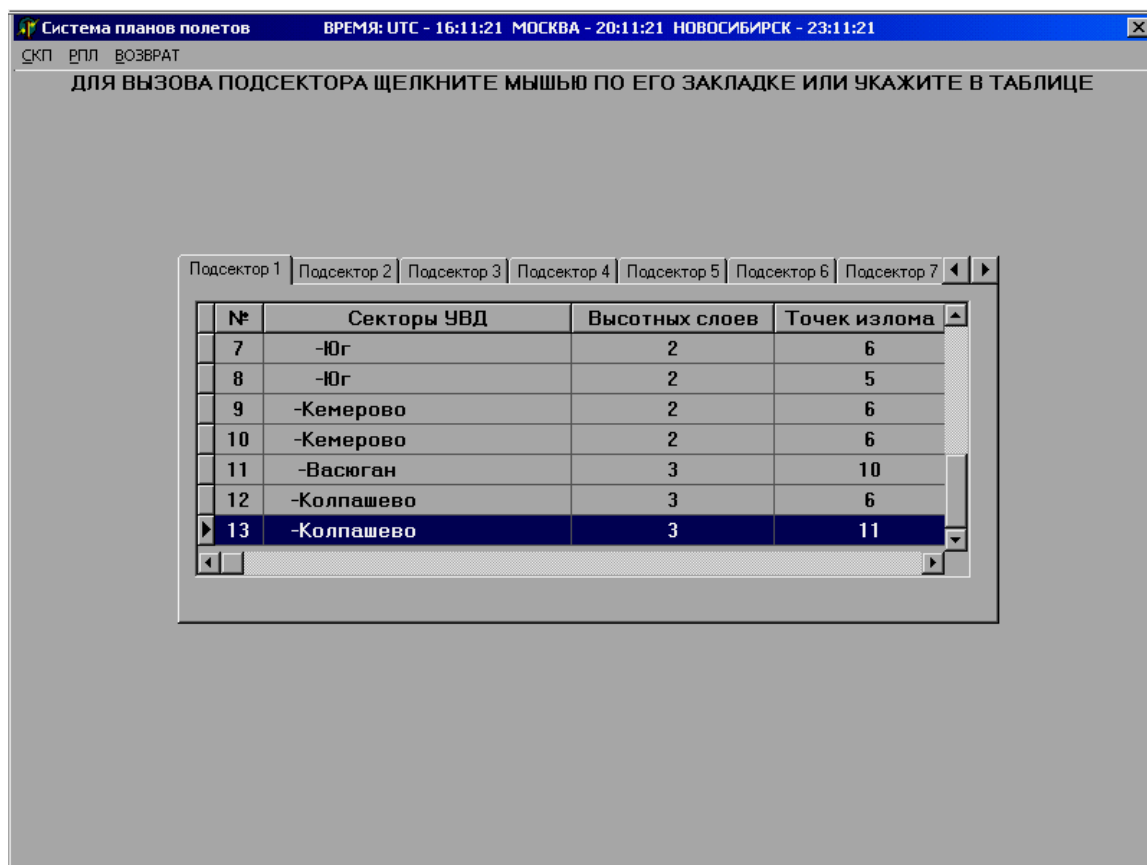 Система планов полетов ВРЕМЯ: UTC - 16:11:21 МОСКВА - 20:11:21 НОВОСИБИРСК - 23:11:21
СКП РПЛ ВОЗВРАТ
ДЛЯ ВЫЗОВА ПОДСЕКТОРА ЩЕЛКНИТЕ МЫШЬЮ ПО ЕГО ЗАКЛАДКЕ ИЛИ УКАЖИТЕ В ТАБЛИЦЕ
Подсектор 1 Подсектор 2 Подсектор 3 Подсектор 4 Подсектор 5 Подсектор 6 Подсектор 7
№ Секторы УВД Высотных слоев Точек излома
7 -Юг 2 6
8 -Юг 2 5
9 -Кемерово 2 6
10 -Кемерово 2 6
11 -Васюган 3 10
12 -Колпашево 3 6
13 -Колпашево 3 11